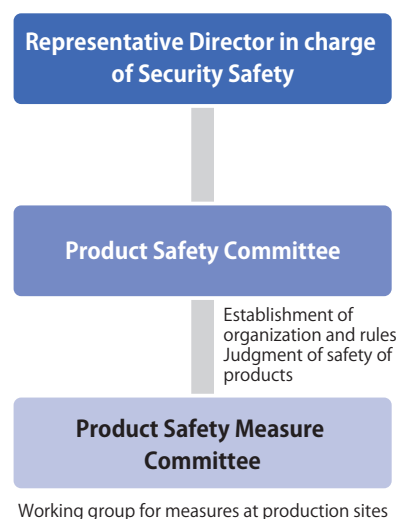 Representative Director in charge
of Security Safety
Product Safety Committee
Establishment of
organization and rules
Judgment of safety of
products
Product Safety Measure
Committee
Working group for measures at production sites